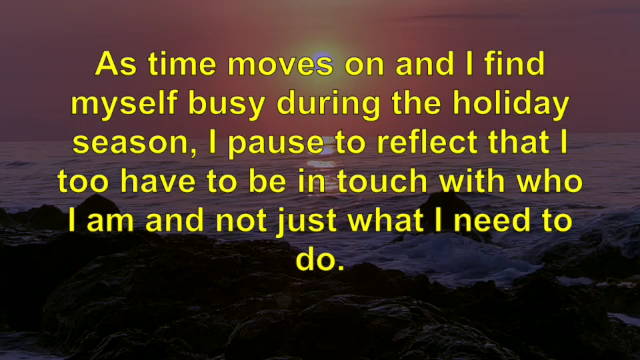 As time moves on and I find
myself busy during the holiday
season, I pause to reflect that I
too have to be in touch with who
I am and not just what I need to
do.